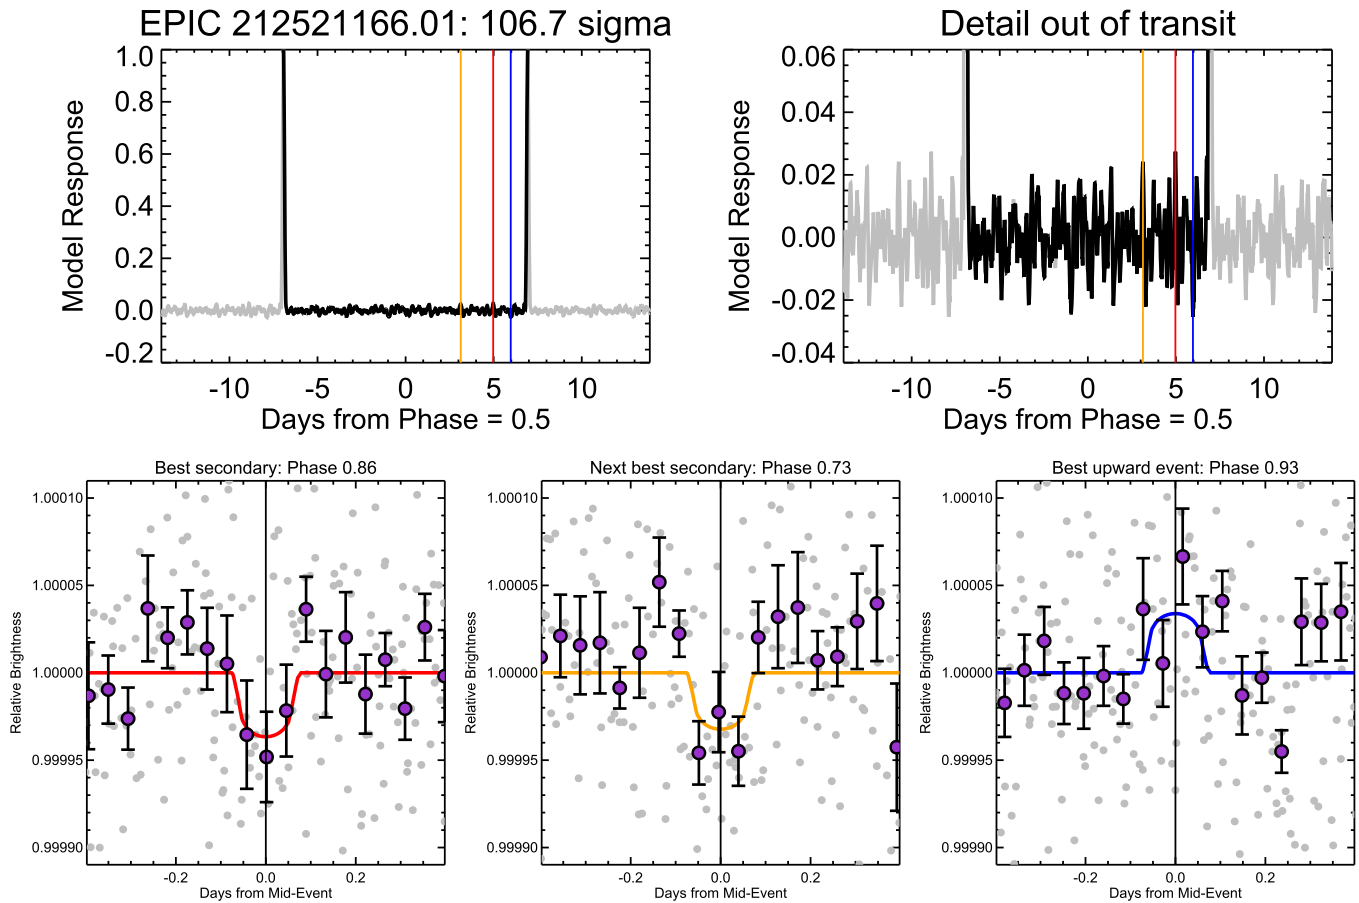 EPIC 212521166.01: 106.7 sigma
Model Response
1.0
0.8
0.6
0.4
0.2
0.0
-0.2
-10 -5 0 5 10
Days from Phase = 0.5
Detail out of transit
Model Response
0.06
0.04
0.02
0.00
-0.02
-0.04
-10 -5 0 5 10
Days from Phase = 0.5
Best secondary: Phase 0.86
Relative Brightness
1.00010
1.00005
1.00000
0.99995
0.99990
-0.2 0.0 0.2
Days from Mid-Event
Next best secondary: Phase 0.73
Relative Brightness
1.00010
1.00005
1.00000
0.99995
0.99990
-0.2 0.0 0.2
Days from Mid-Event
Best upward event: Phase 0.93
Relative Brightness
1.00010
1.00005
1.00000
0.99995
0.99990
-0.2 0.0 0.2
Days from Mid-Event